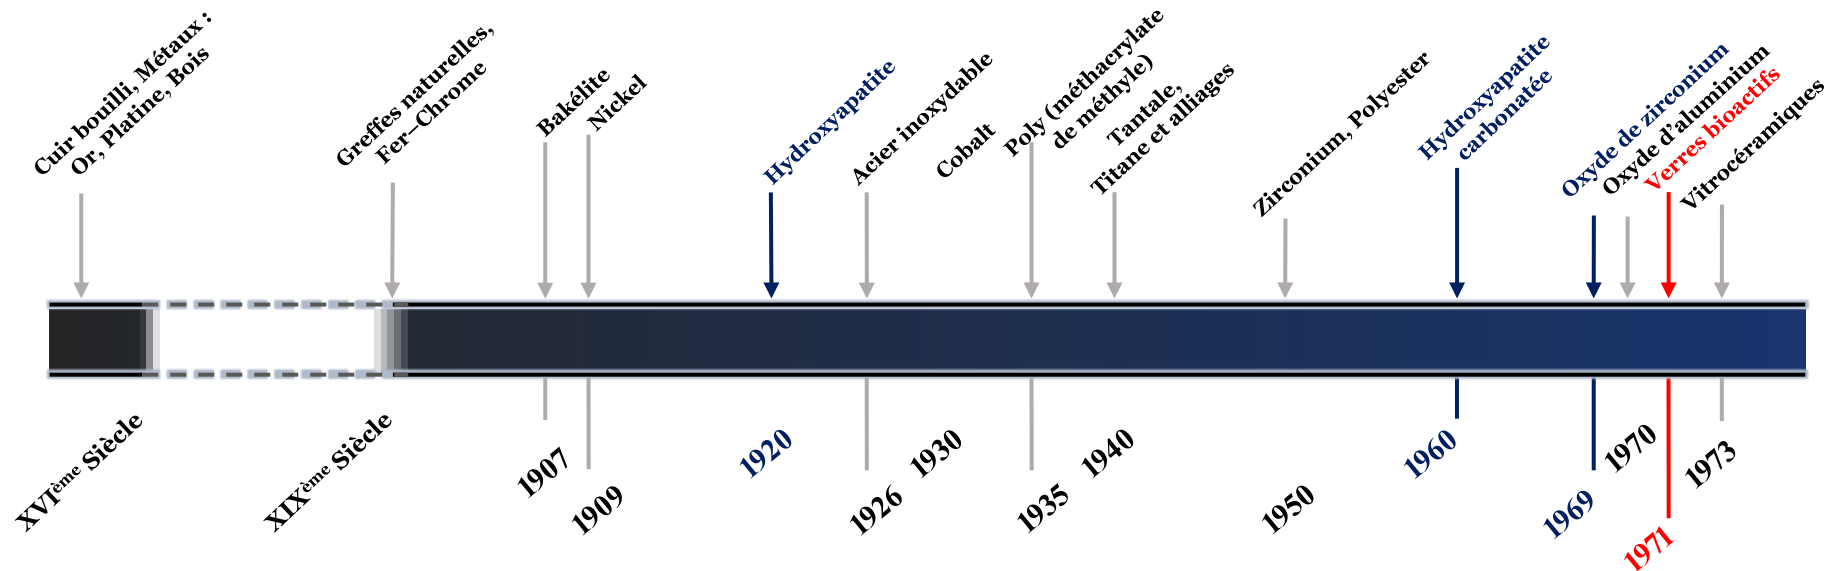 Cuir bouilli, Métaux :
Or, Platine, Bois
Greffes naturelles,
Fer–Chrome
Bakélite
Nickel
Hydroxyapatite
Acier inoxydable
Cobalt
Poly (méthacrylate
de méthyle)
Tantale,
Titane et alliages
Zirconium, Polyester
Hydroxyapatite
carbonatée
Oxyde de zirconium
Oxyde d'aluminium
Verres bioactifs
Vitrocéramiques
XVIème Siècle
XIXème Siècle
1907
1909
1920
1926
1930
1935
1940
1950
1960
1969
1970
1971
1973